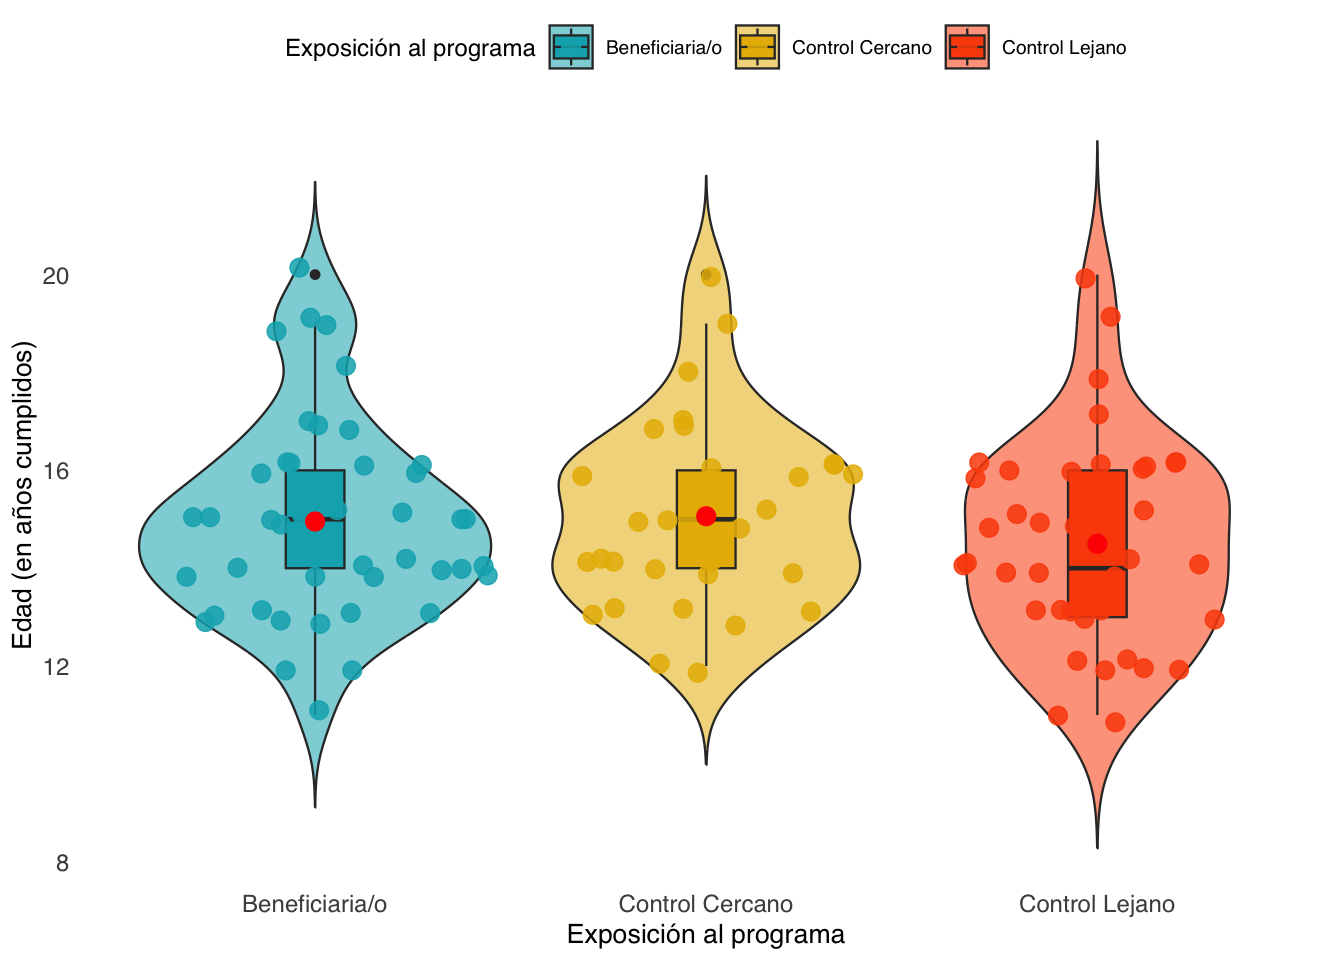 Exposición al programa Beneficiaria/o Control Cercano Control Lejano
Edad (en años cumplidos)
20
16
12
8
Beneficiaria/o Control Cercano Control Lejano
Exposición al programa